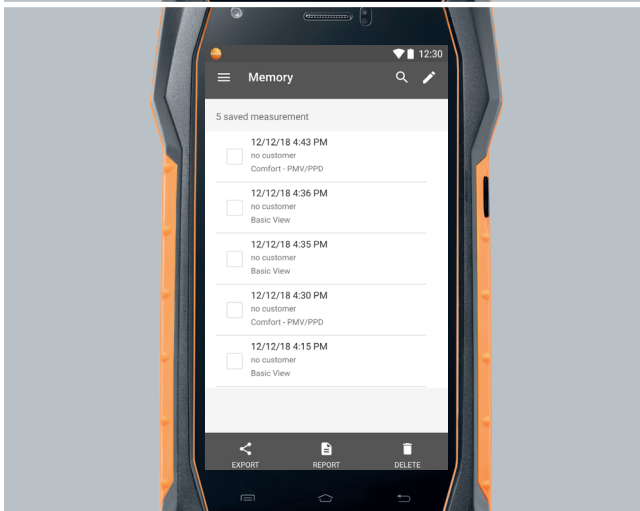 12:30
Memory
5 saved measurement
12/12/18 4:43 PM
no customer
Comfort - PMV/PPD
12/12/18 4:36 PM
no customer
Basic View
12/12/18 4:35 PM
no customer
Basic View
12/12/18 4:30 PM
no customer
Comfort - PMV/PPD
12/12/18 4:15 PM
no customer
Basic View
EXPORT REPORT DELETE